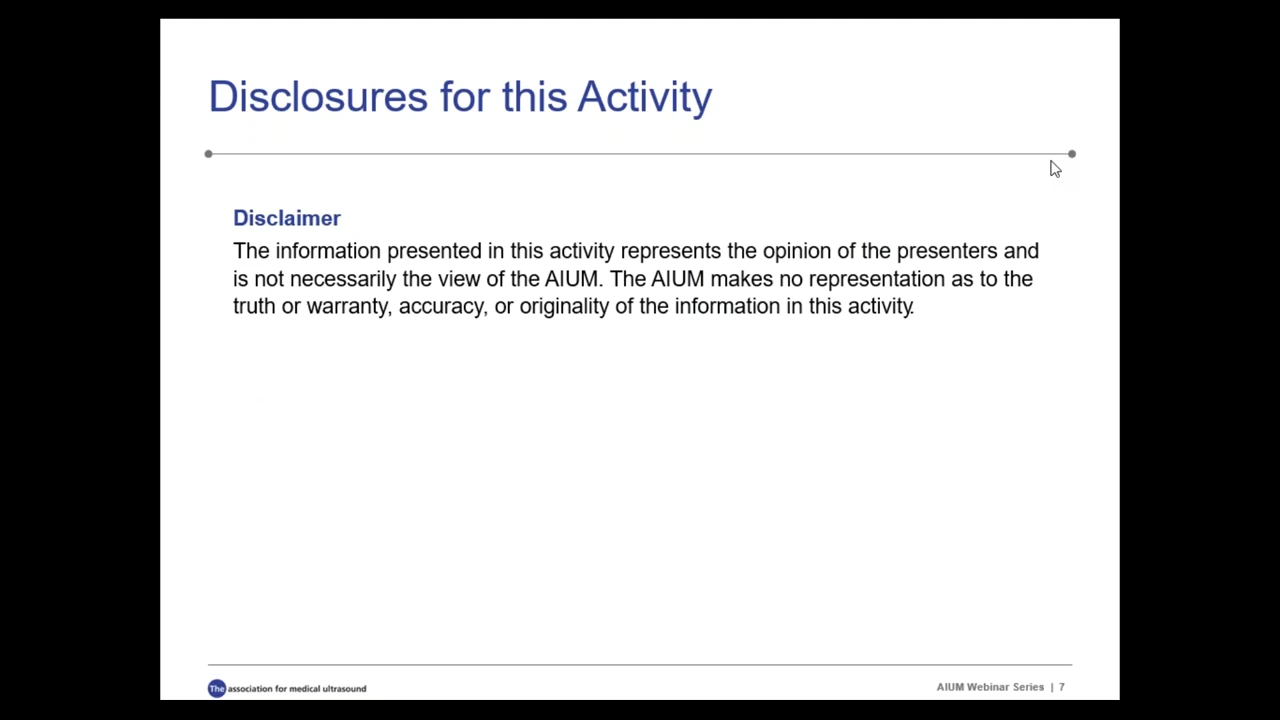 Disclosures for this Activity
Disclaimer
The information presented in this activity represents the opinion of the presenters and
is not necessarily the view of the AIUM. The AIUM makes no representation as to the
truth or warranty, accuracy, or originality of the information in this activity.
The association for medical ultrasound
AIUM Webinar Series | 7